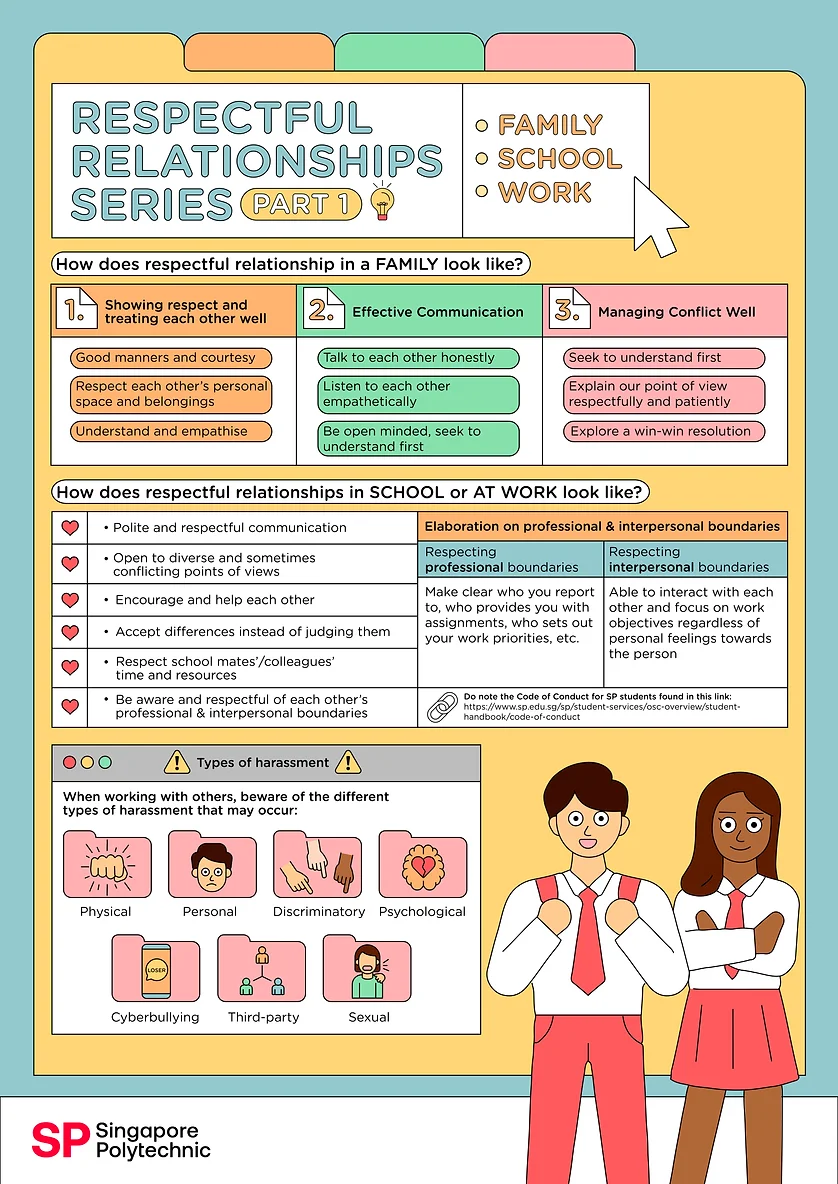 RESPECTFUL
RELATIONSHIPS
SERIES PART 1
FAMILY
SCHOOL
WORK
How does respectful relationship in a FAMILY look like?
1. Showing respect and
treating each other well
Good manners and courtesy
Respect each other's personal
space and belongings
Understand and empathise
2. Effective Communication
Talk to each other honestly
Listen to each other
empathetically
Be open minded, seek to
understand first
3. Managing Conflict Well
Seek to understand first
Explain our point of view
respectfully and patiently
Explore a win-win resolution
How does respectful relationships in SCHOOL or AT WORK look like?
• Polite and respectful communication
• Open to diverse and sometimes
conflicting points of views
• Encourage and help each other
• Accept differences instead of judging them
• Respect school mates'/colleagues'
time and resources
• Be aware and respectful of each other's
professional & interpersonal boundaries
Elaboration on professional & interpersonal boundaries
Respecting
professional boundaries
Make clear who you report
to, who provides you with
assignments, who sets out
your work priorities, etc.
Respecting
interpersonal boundaries
Able to interact with each
other and focus on work
objectives regardless of
personal feelings towards
the person
Do note the Code of Conduct for SP students found in this link:
https://www.sp.edu.sg/sp/student-services/osc-overview/student-
handbook/code-of-conduct
Types of harassment
When working with others, beware of the different
types of harassment that may occur:
Physical
Personal
Discriminatory
Psychological
LOSER
Cyberbullying
Third-party
Sexual
SP Singapore
Polytechnic